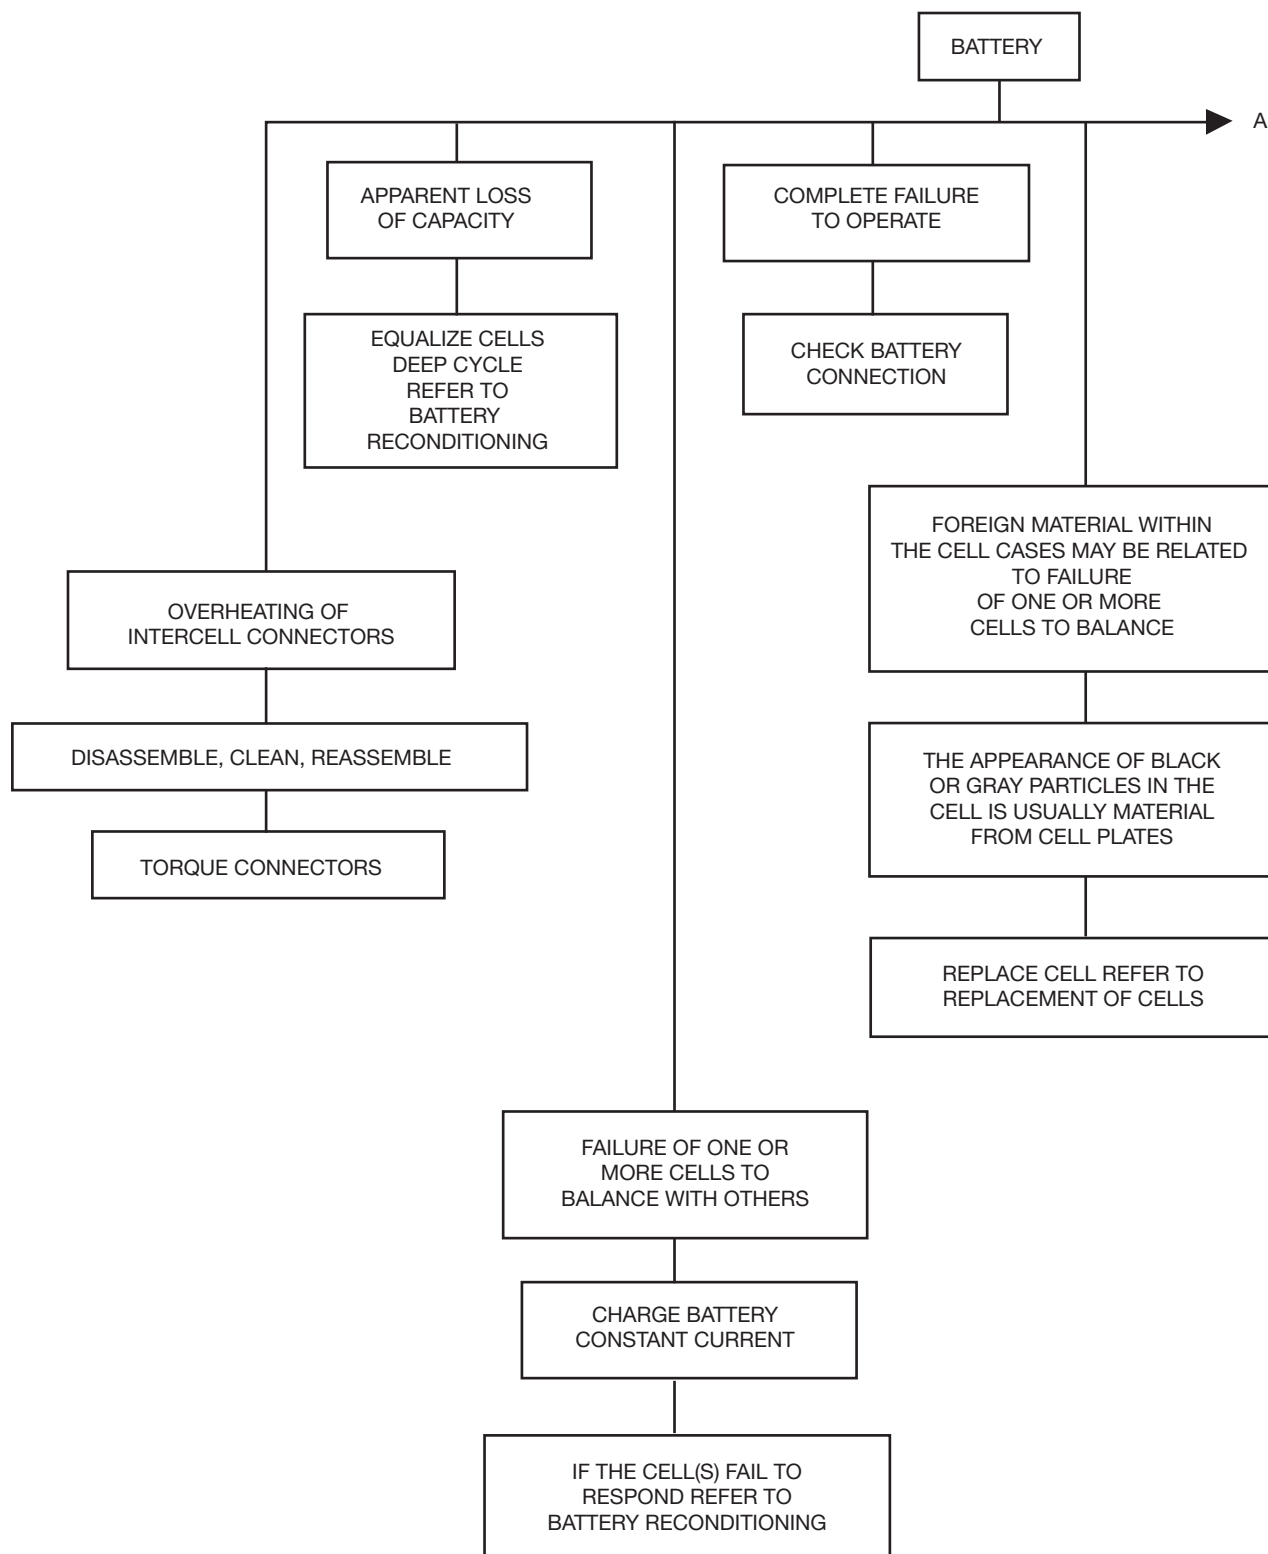 BATTERY
A
APPARENT LOSS
OF CAPACITY
COMPLETE FAILURE
TO OPERATE
EQUALIZE CELLS
DEEP CYCLE
REFER TO
BATTERY
RECONDITIONING
CHECK BATTERY
CONNECTION
FOREIGN MATERIAL WITHIN
THE CELL CASES MAY BE RELATED
TO FAILURE
OF ONE OR MORE
CELLS TO BALANCE
OVERHEATING OF
INTERCELL CONNECTORS
DISASSEMBLE, CLEAN, REASSEMBLE
THE APPEARANCE OF BLACK
OR GRAY PARTICLES IN THE
CELL IS USUALLY MATERIAL
FROM CELL PLATES
TORQUE CONNECTORS
REPLACE CELL REFER TO
REPLACEMENT OF CELLS
FAILURE OF ONE OR
MORE CELLS TO
BALANCE WITH OTHERS
CHARGE BATTERY
CONSTANT CURRENT
IF THE CELL(S) FAIL TO
RESPOND REFER TO
BATTERY RECONDITIONING